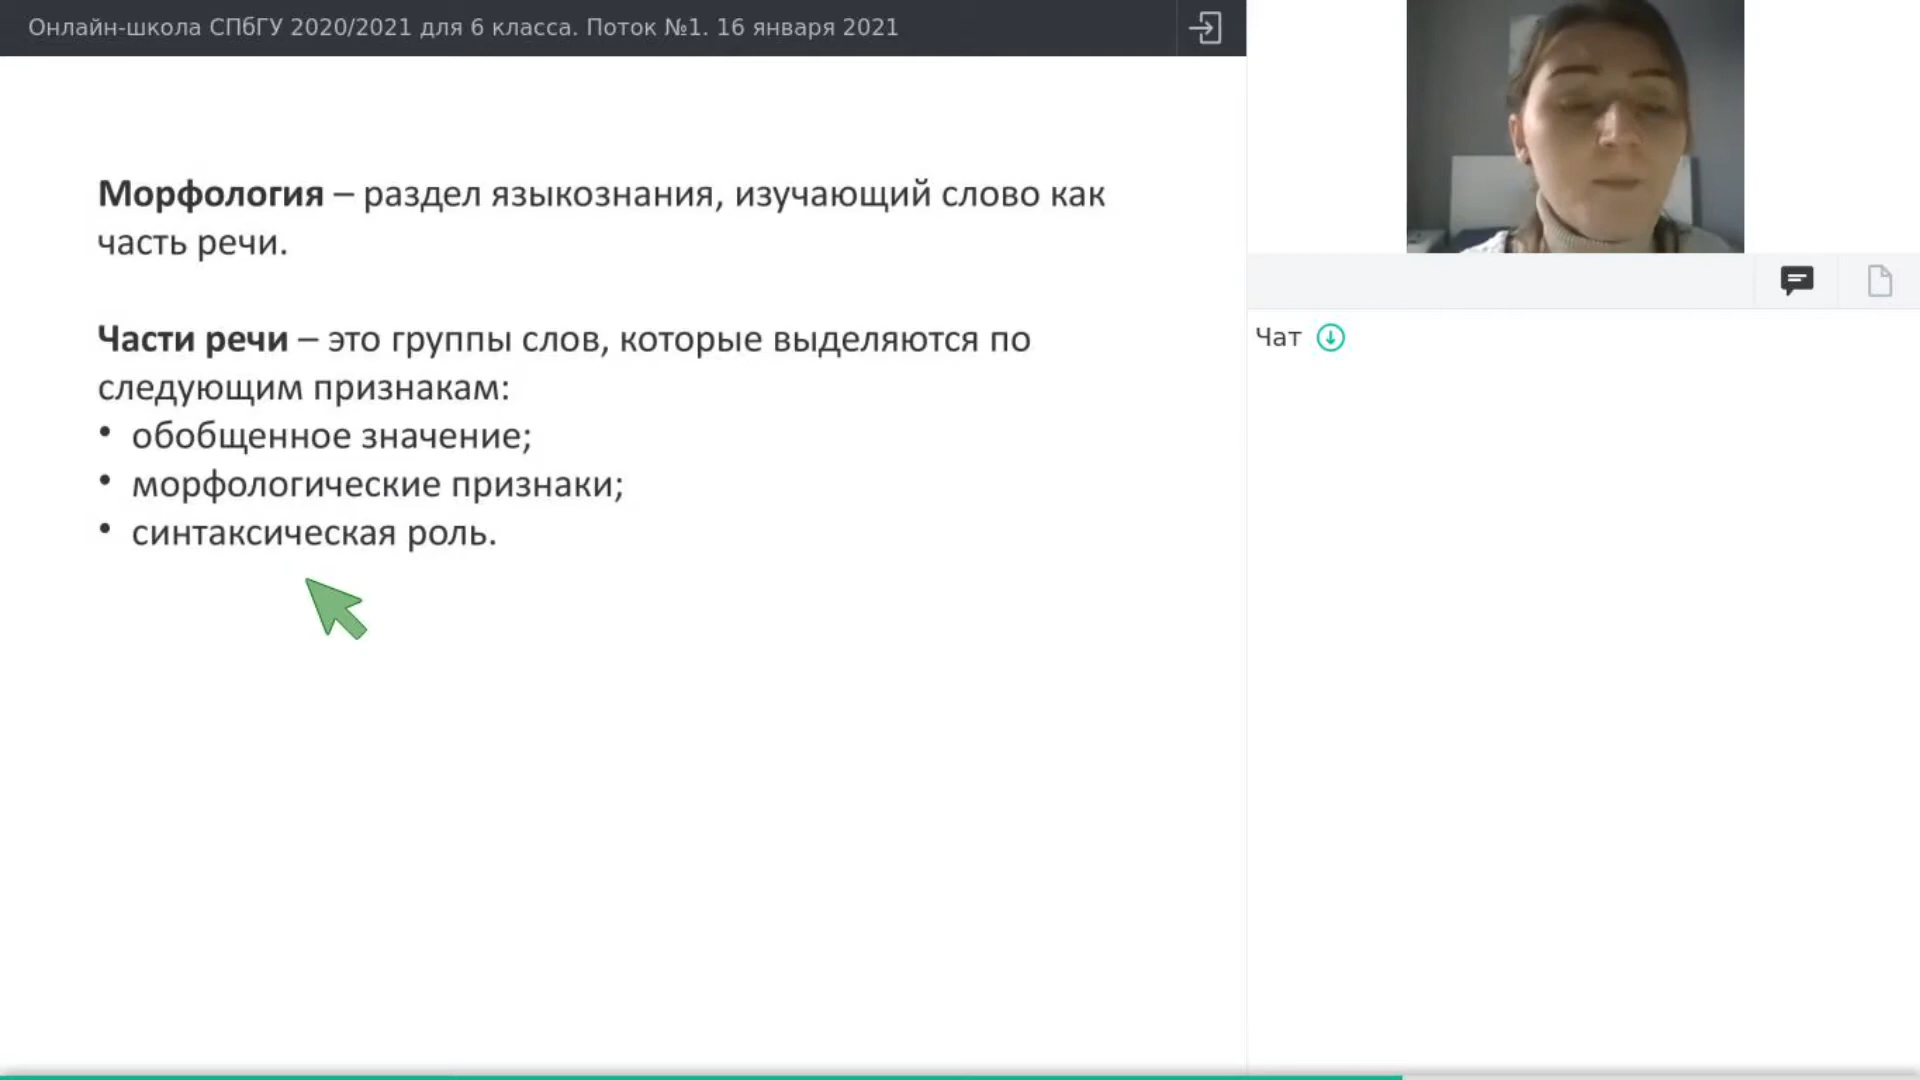 Онлайн-школа СПбГУ 2020/2021 для 6 класса. Поток №1. 16 января 2021
Морфология – раздел языкознания, изучающий слово как
часть речи.
Части речи – это группы слов, которые выделяются по
следующим признакам:
• обобщенное значение;
• морфологические признаки;
• синтаксическая роль.
Чат